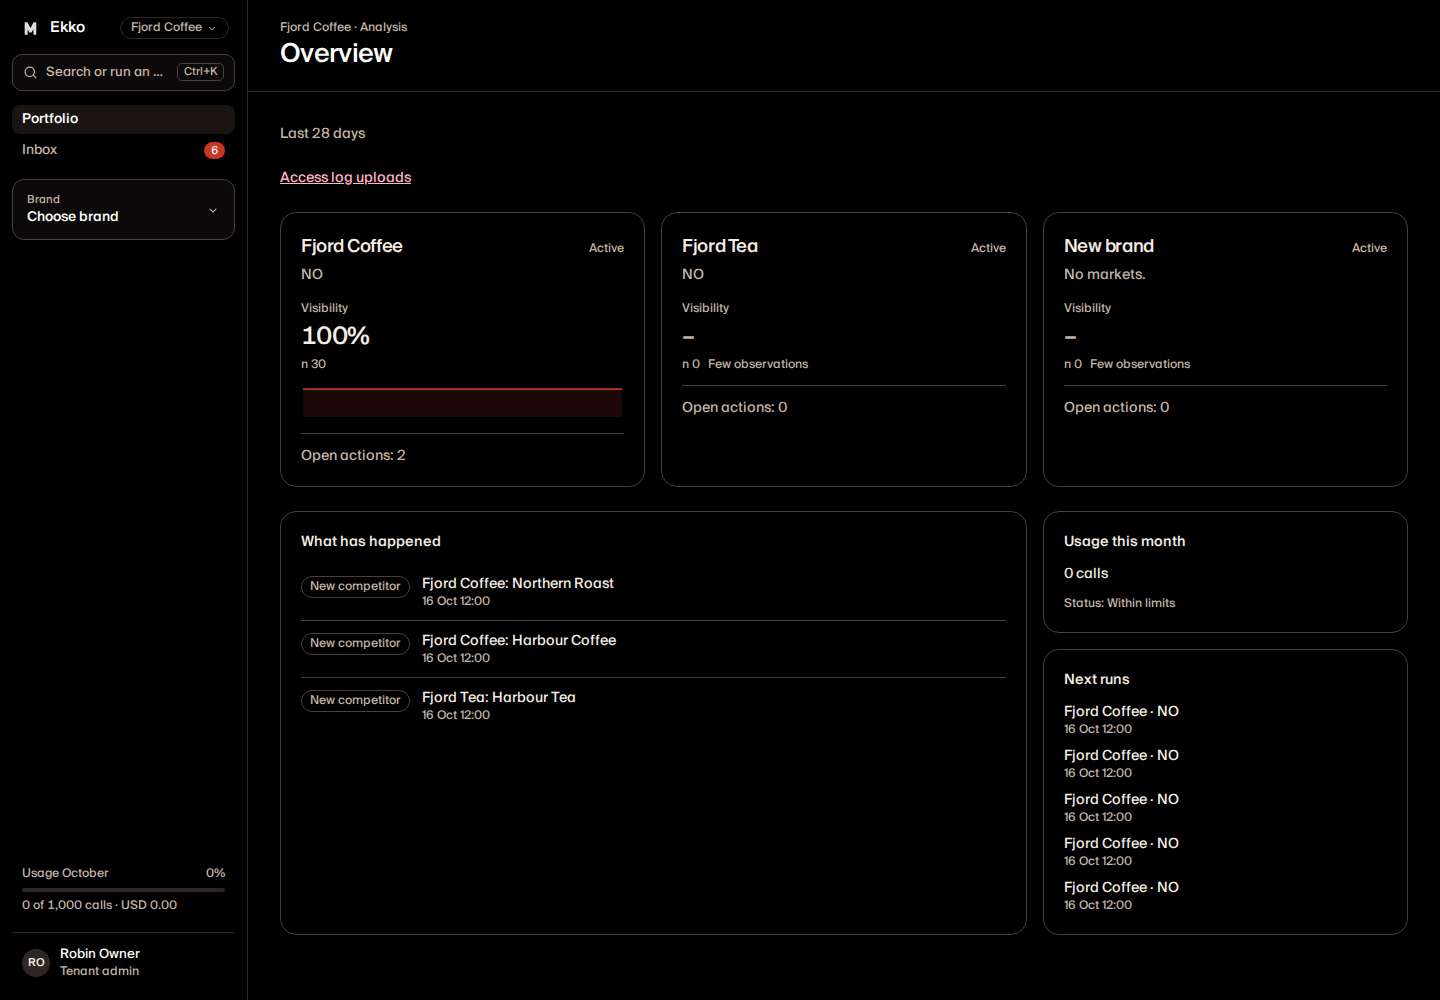 Ekko
Fjord Coffee
Search or run an ...
Ctrl+K
Portfolio
Inbox
6
Brand
Choose brand
Usage October
0%
0 of 1,000 calls · USD 0.00
RO
Robin Owner
Tenant admin
Fjord Coffee · Analysis
Overview
Last 28 days
Access log uploads
Fjord Coffee
Active
NO
Visibility
100%
n 30
Open actions: 2
Fjord Tea
Active
NO
Visibility
–
n 0 Few observations
Open actions: 0
New brand
Active
No markets.
Visibility
–
n 0 Few observations
Open actions: 0
What has happened
New competitor
Fjord Coffee: Northern Roast
16 Oct 12:00
New competitor
Fjord Coffee: Harbour Coffee
16 Oct 12:00
New competitor
Fjord Tea: Harbour Tea
16 Oct 12:00
Usage this month
0 calls
Status: Within limits
Next runs
Fjord Coffee · NO
16 Oct 12:00
Fjord Coffee · NO
16 Oct 12:00
Fjord Coffee · NO
16 Oct 12:00
Fjord Coffee · NO
16 Oct 12:00
Fjord Coffee · NO
16 Oct 12:00